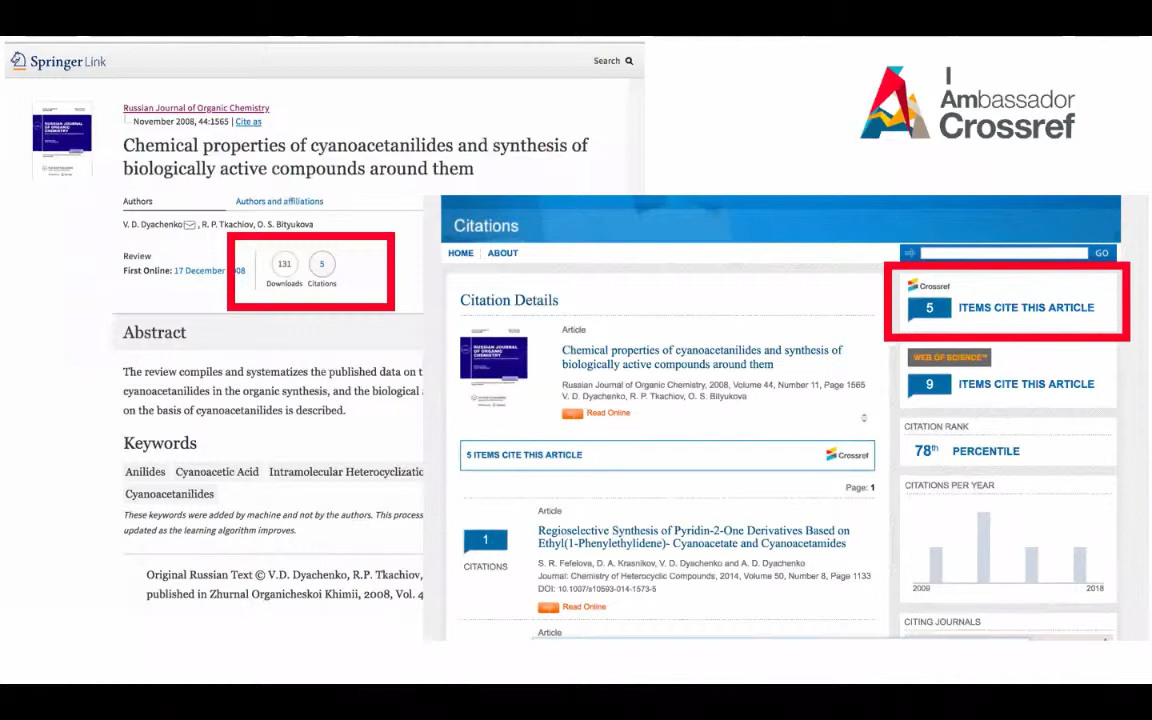 Springer Link
Search
Russian Journal of Organic Chemistry
November 2008, 44:1565 | Cite as
Chemical properties of cyanoacetanilides and synthesis of
biologically active compounds around them
Authors
Authors and affiliations
V. D. Dyachenko, R. P. Tkachiov, O. S. Bityukova
Review
First Online: 17 December 08
131
5
Downloads
Citations
Abstract
The review compiles and systematizes the published data on t
cyanoacetanilides in the organic synthesis, and the biological
on the basis of cyanoacetanilides is described.
Keywords
Anilides Cyanoacetic Acid Intramolecular Heterocyclizatio
Cyanoacetanilides
These keywords were added by machine and not by the authors. This process
updated as the learning algorithm improves.
Original Russian Text © V.D. Dyachenko, R.P. Tkachiov,
published in Zhurnal Organicheskoi Khimii, 2008, Vol. 4
I
Ambassador
Crossref
Citations
HOME | ABOUT
GO
Citation Details
RUSSIAN JOURNAL
OF ORGANIC
CHEMISTRY
Article
Chemical properties of cyanoacetanilides and synthesis of
biologically active compounds around them
Russian Journal of Organic Chemistry, 2008, Volume 44, Number 11, Page 1565
V. D. Dyachenko, R. P. Tkachiov, O. S. Bityukova
Read Online
5 ITEMS CITE THIS ARTICLE
Crossref
Page: 1
Article
1
CITATIONS
Regioselective Synthesis of Pyridin-2-One Derivatives Based on
Ethyl(1-Phenylethylidene)- Cyanoacetate and Cyanoacetamides
S. R. Fefelova, D. A. Krasnikov, V. D. Dyachenko and A. D. Dyachenko
Journal: Chemistry of Heterocyclic Compounds, 2014, Volume 50, Number 8, Page 1133
DOI: 10.1007/s10593-014-1573-5
Read Online
Article
Crossref
5 ITEMS CITE THIS ARTICLE
WEB OF SCIENCE™
9 ITEMS CITE THIS ARTICLE
CITATION RANK
78th PERCENTILE
CITATIONS PER YEAR
2009
2018
CITING JOURNALS